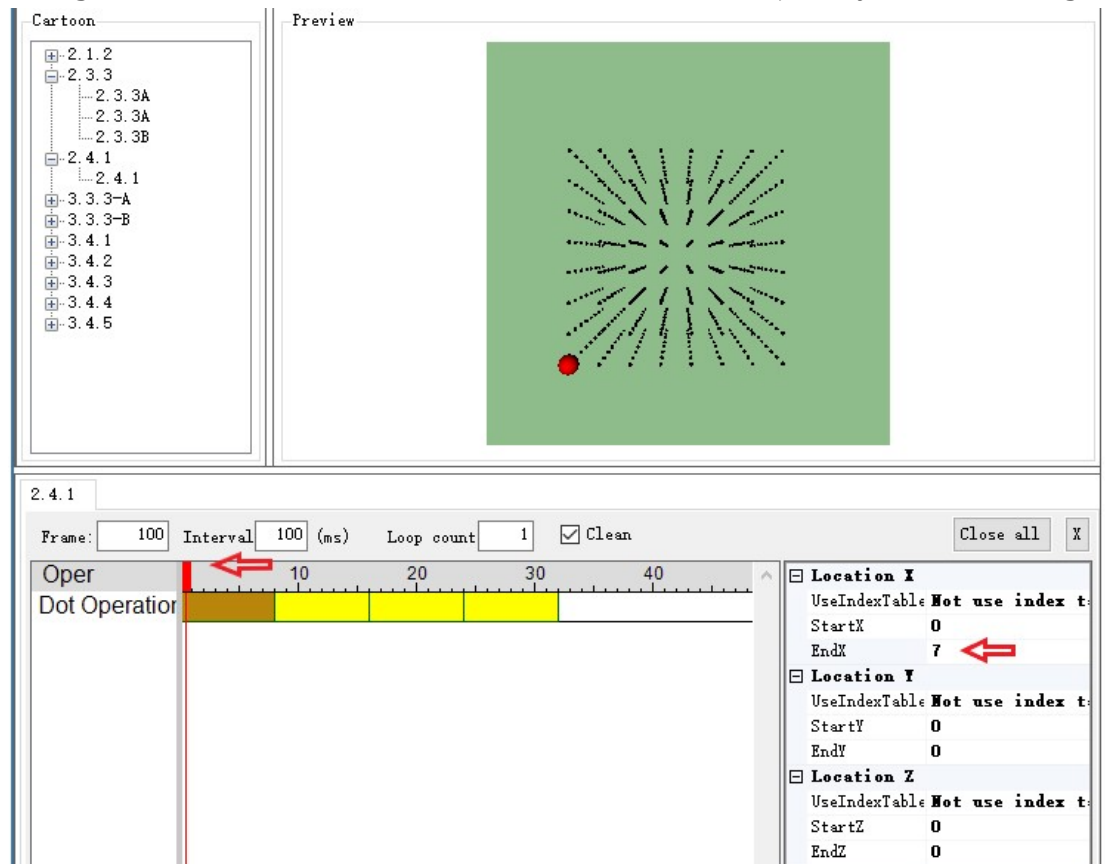 Cartoon
2.1.2
2.3.3
2.3.3A
2.3.3A
2.3.3B
2.4.1
2.4.1
3.3.3-A
3.3.3-B
3.4.1
3.4.2
3.4.3
3.4.4
3.4.5
Preview
2.4.1
Frame: 100 Interval 100 (ms) Loop count 1 Clean Close all X
Oper 10 20 30 40
Dot Operation
Location X
UseIndexTable Not use index t
StartX 0
EndX 7
Location Y
UseIndexTable Not use index t
StartY 0
EndY 0
Location Z
UseIndexTable Not use index t
StartZ 0
EndZ 0